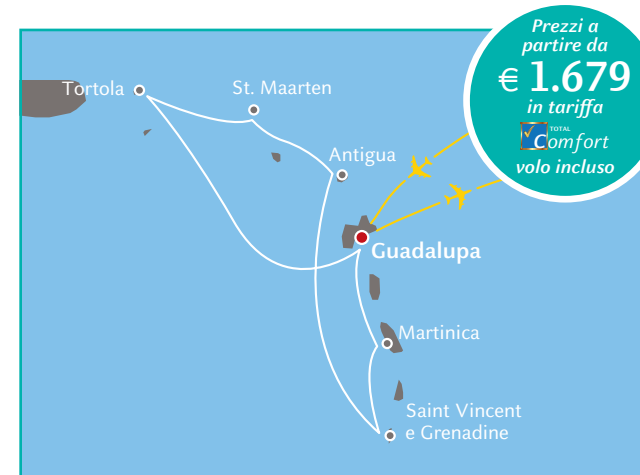 Prezzi a
partire da
€ 1.679
in tariffa
TOTAL
Comfort
volo incluso
Tortola
St. Maarten
Antigua
Guadalupa
Martinica
Saint Vincent
e Grenadine